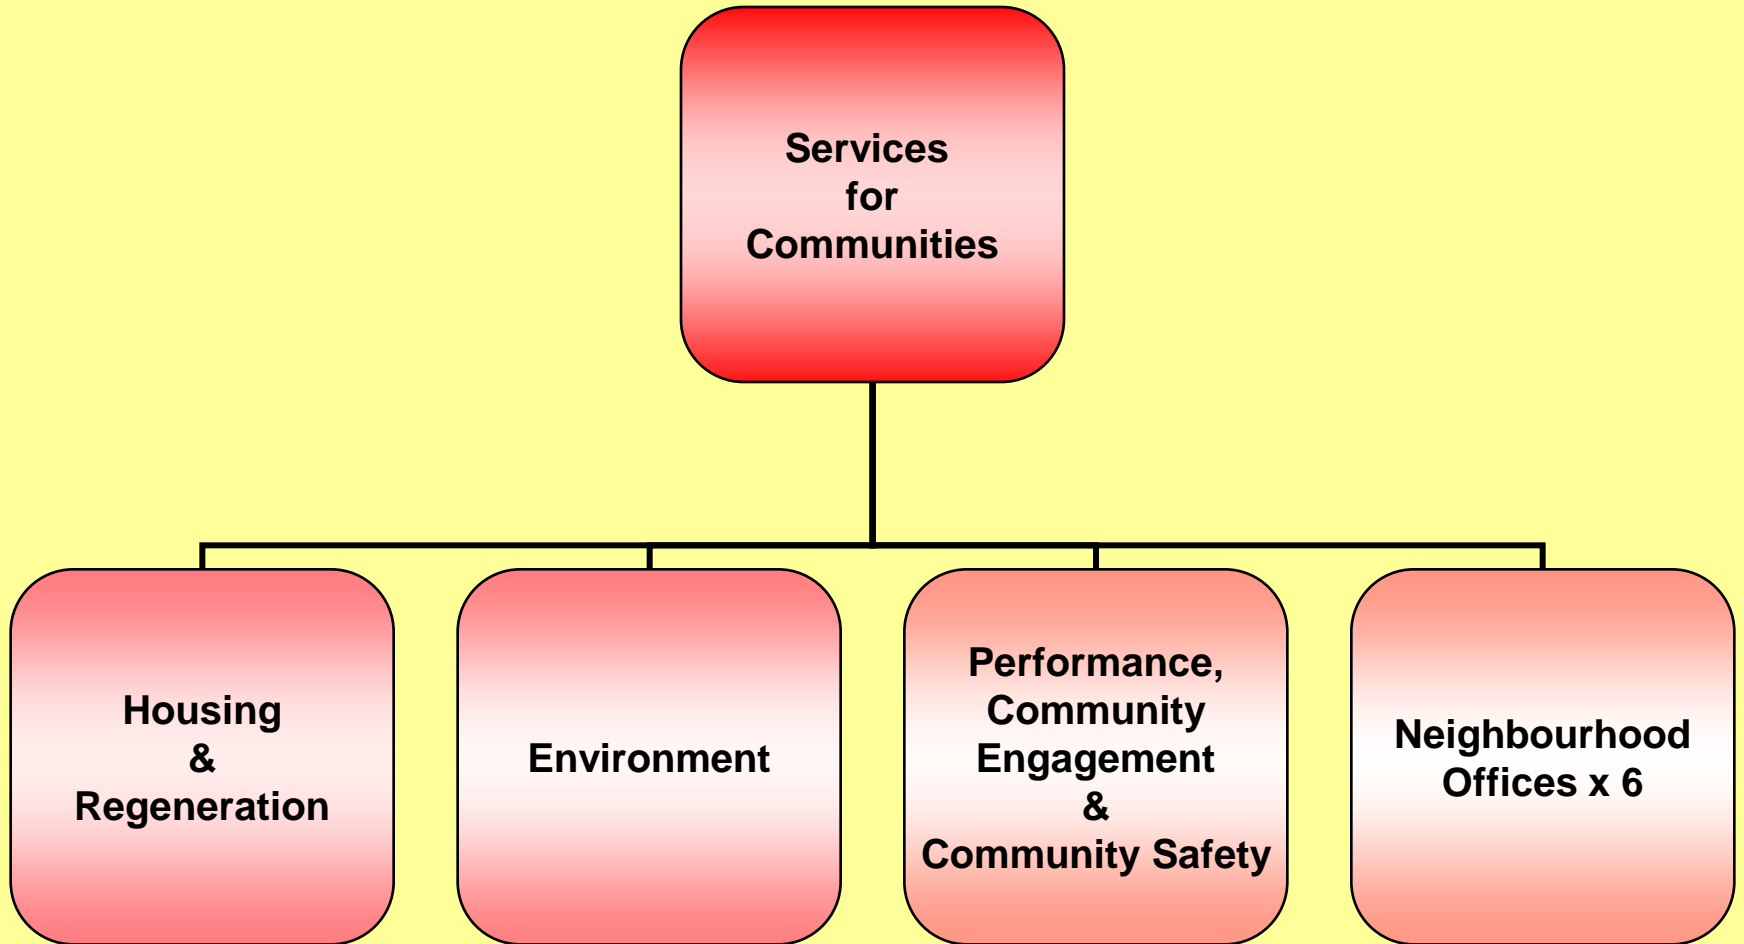 Services
for
Communities
Housing
&
Regeneration
Environment
Performance,
Community
Engagement
&
Community Safety
Neighbourhood
Offices x 6